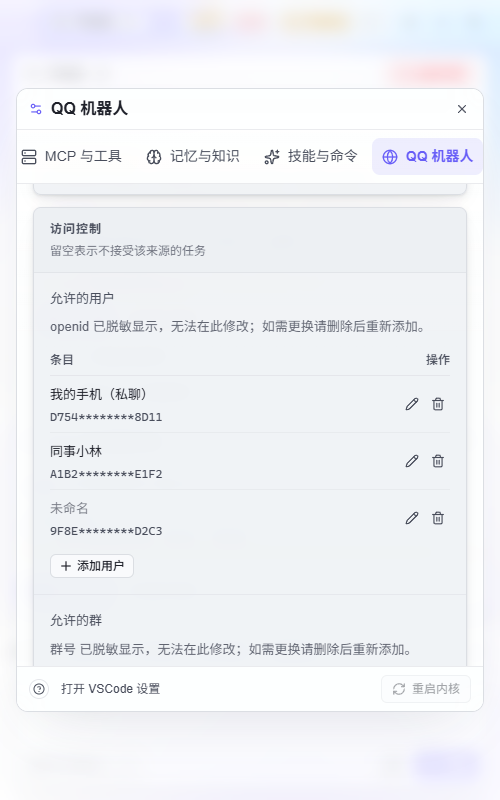 QQ 机器人
MCP 与工具
记忆与知识
技能与命令
QQ 机器人
访问控制
留空表示不接受该来源的任务
允许的用户
openid 已脱敏显示，无法在此修改；如需更换请删除后重新添加。
条目
操作
我的手机（私聊）
D754********8D11
同事小林
A1B2********E1F2
未命名
9F8E********D2C3
添加用户
允许的群
群号 已脱敏显示，无法在此修改；如需更换请删除后重新添加。
打开 VSCode 设置
重启内核